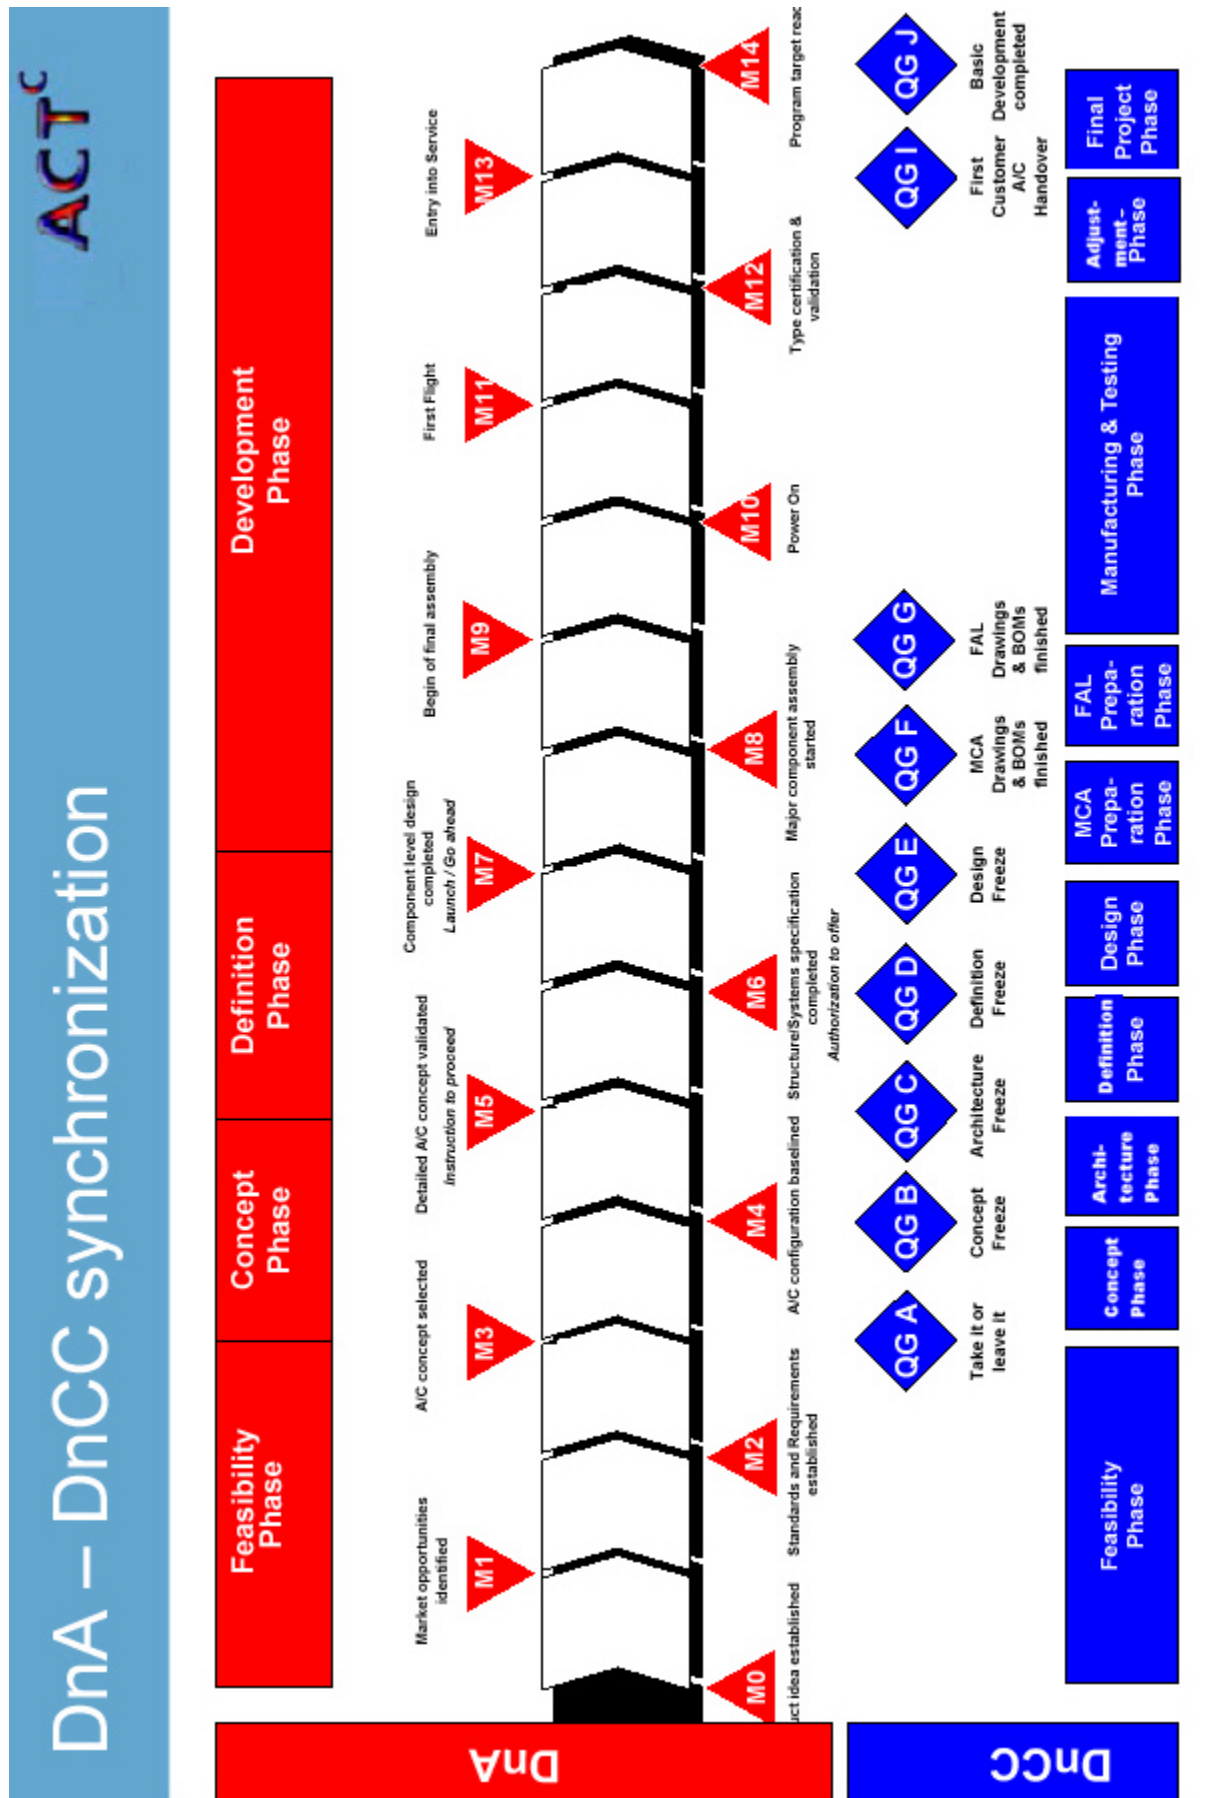 DnA – DnCC synchronization
ACT C
DnA
Feasibility
Phase
Concept
Phase
Definition
Phase
Development
Phase
Market opportunities
identified
A/C concept selected
Detailed A/C concept validated
Instruction to proceed
Component level design
completed
Launch / Go ahead
Begin of final assembly
First Flight
Entry into Service
M1
M3
M5
M7
M9
M11
M13
M0
M2
M4
M6
M8
M10
M12
M14
uct idea established
Standards and Requirements
established
A/C configuration baselined
Structure/Systems specification
completed
Authorization to offer
Major component assembly
started
Power On
Type certification &
validation
Program target reac
DnCC
QG A
QG B
QG C
QG D
QG E
QG F
QG G
QG I
QG J
Take it or
leave it
Concept
Freeze
Architecture
Freeze
Definition
Freeze
Design
Freeze
MCA
Drawings
& BOMs
finished
FAL
Drawings
& BOMs
finished
First
Customer
A/C
Handover
Basic
Development
completed
Feasibility
Phase
Concept
Phase
Archi-
tecture
Phase
Definition
Phase
Design
Phase
MCA
Prepa-
ration
Phase
FAL
Prepa-
ration
Phase
Manufacturing & Testing
Phase
Adjust-
ment-
Phase
Final
Project
Phase